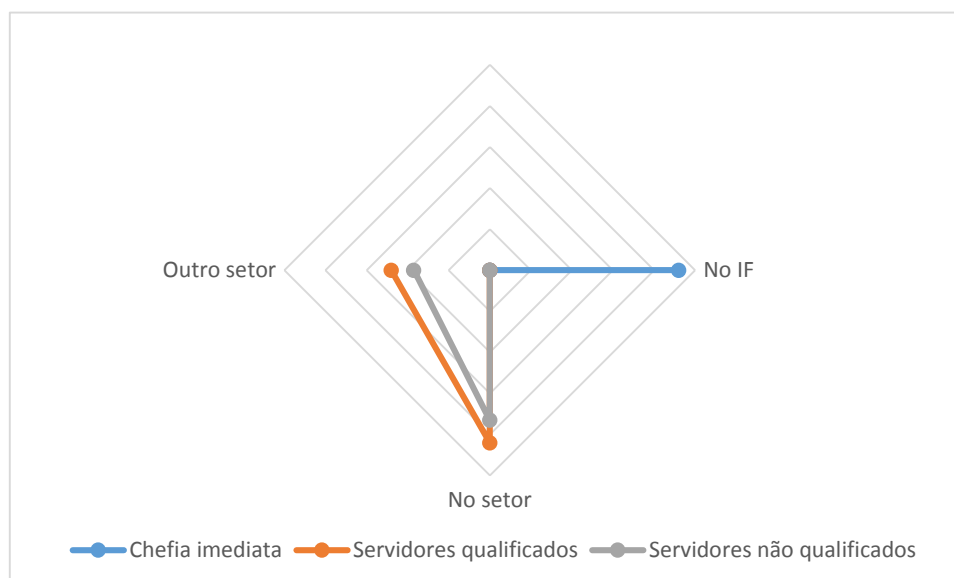 Outro setor
No IF
No setor
Chefia imediata
Servidores qualificados
Servidores não qualificados